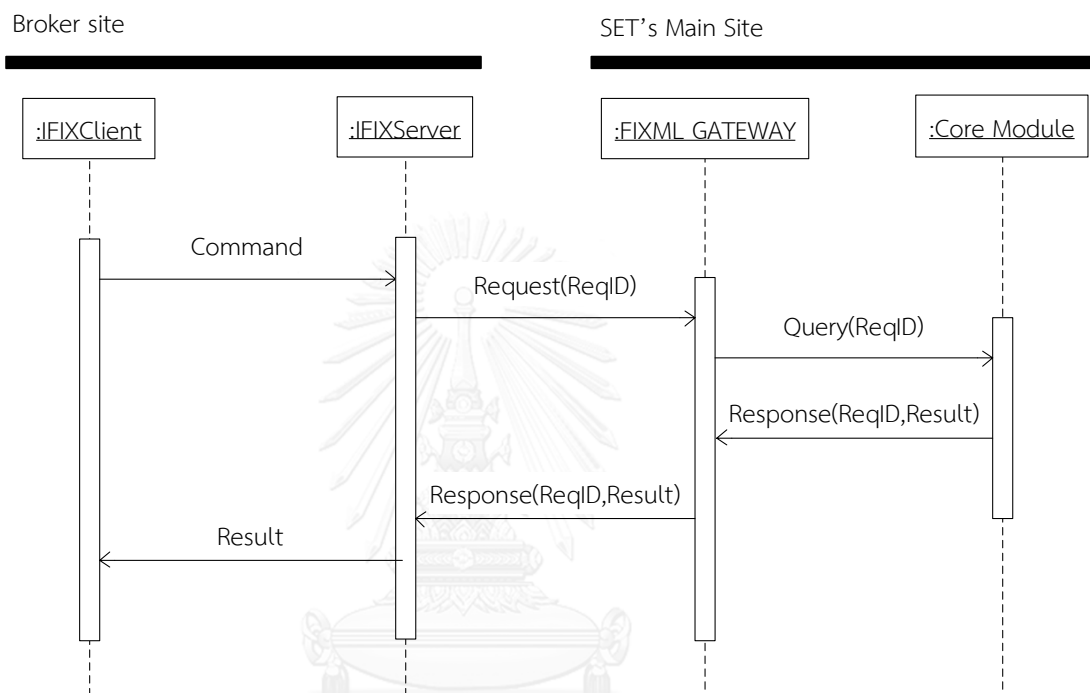 Broker site
SET's Main Site
:IFIXClient
:IFIXServer
:FIXML GATEWAY
:Core Module
Command
Request(ReqID)
Query(ReqID)
Response(ReqID,Result)
Response(ReqID,Result)
Result